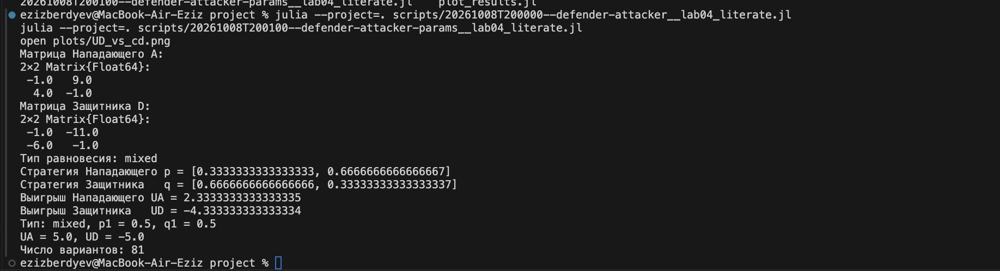 20261008T200100--defender-attacker-params__lab04_literate.jl    plot_results.jl
ezizberdyev@MacBook-Air-Eziz project % julia --project=. scripts/20261008T200000--defender-attacker__lab04_literate.jl
julia --project=. scripts/20261008T200100--defender-attacker-params__lab04_literate.jl
open plots/UD_vs_cd.png
Матрица Нападающего A:
2×2 Matrix{Float64}:
 -1.0   9.0
  4.0  -1.0
Матрица Защитника D:
2×2 Matrix{Float64}:
 -1.0  -11.0
 -6.0   -1.0
Тип равновесия: mixed
Стратегия Нападающего p = [0.3333333333333333, 0.6666666666666667]
Стратегия Защитника   q = [0.6666666666666666, 0.33333333333333337]
Выигрыш Нападающего UA = 2.3333333333333335
Выигрыш Защитника   UD = -4.333333333333334
Тип: mixed, p1 = 0.5, q1 = 0.5
UA = 5.0, UD = -5.0
Число вариантов: 81
ezizberdyev@MacBook-Air-Eziz project %